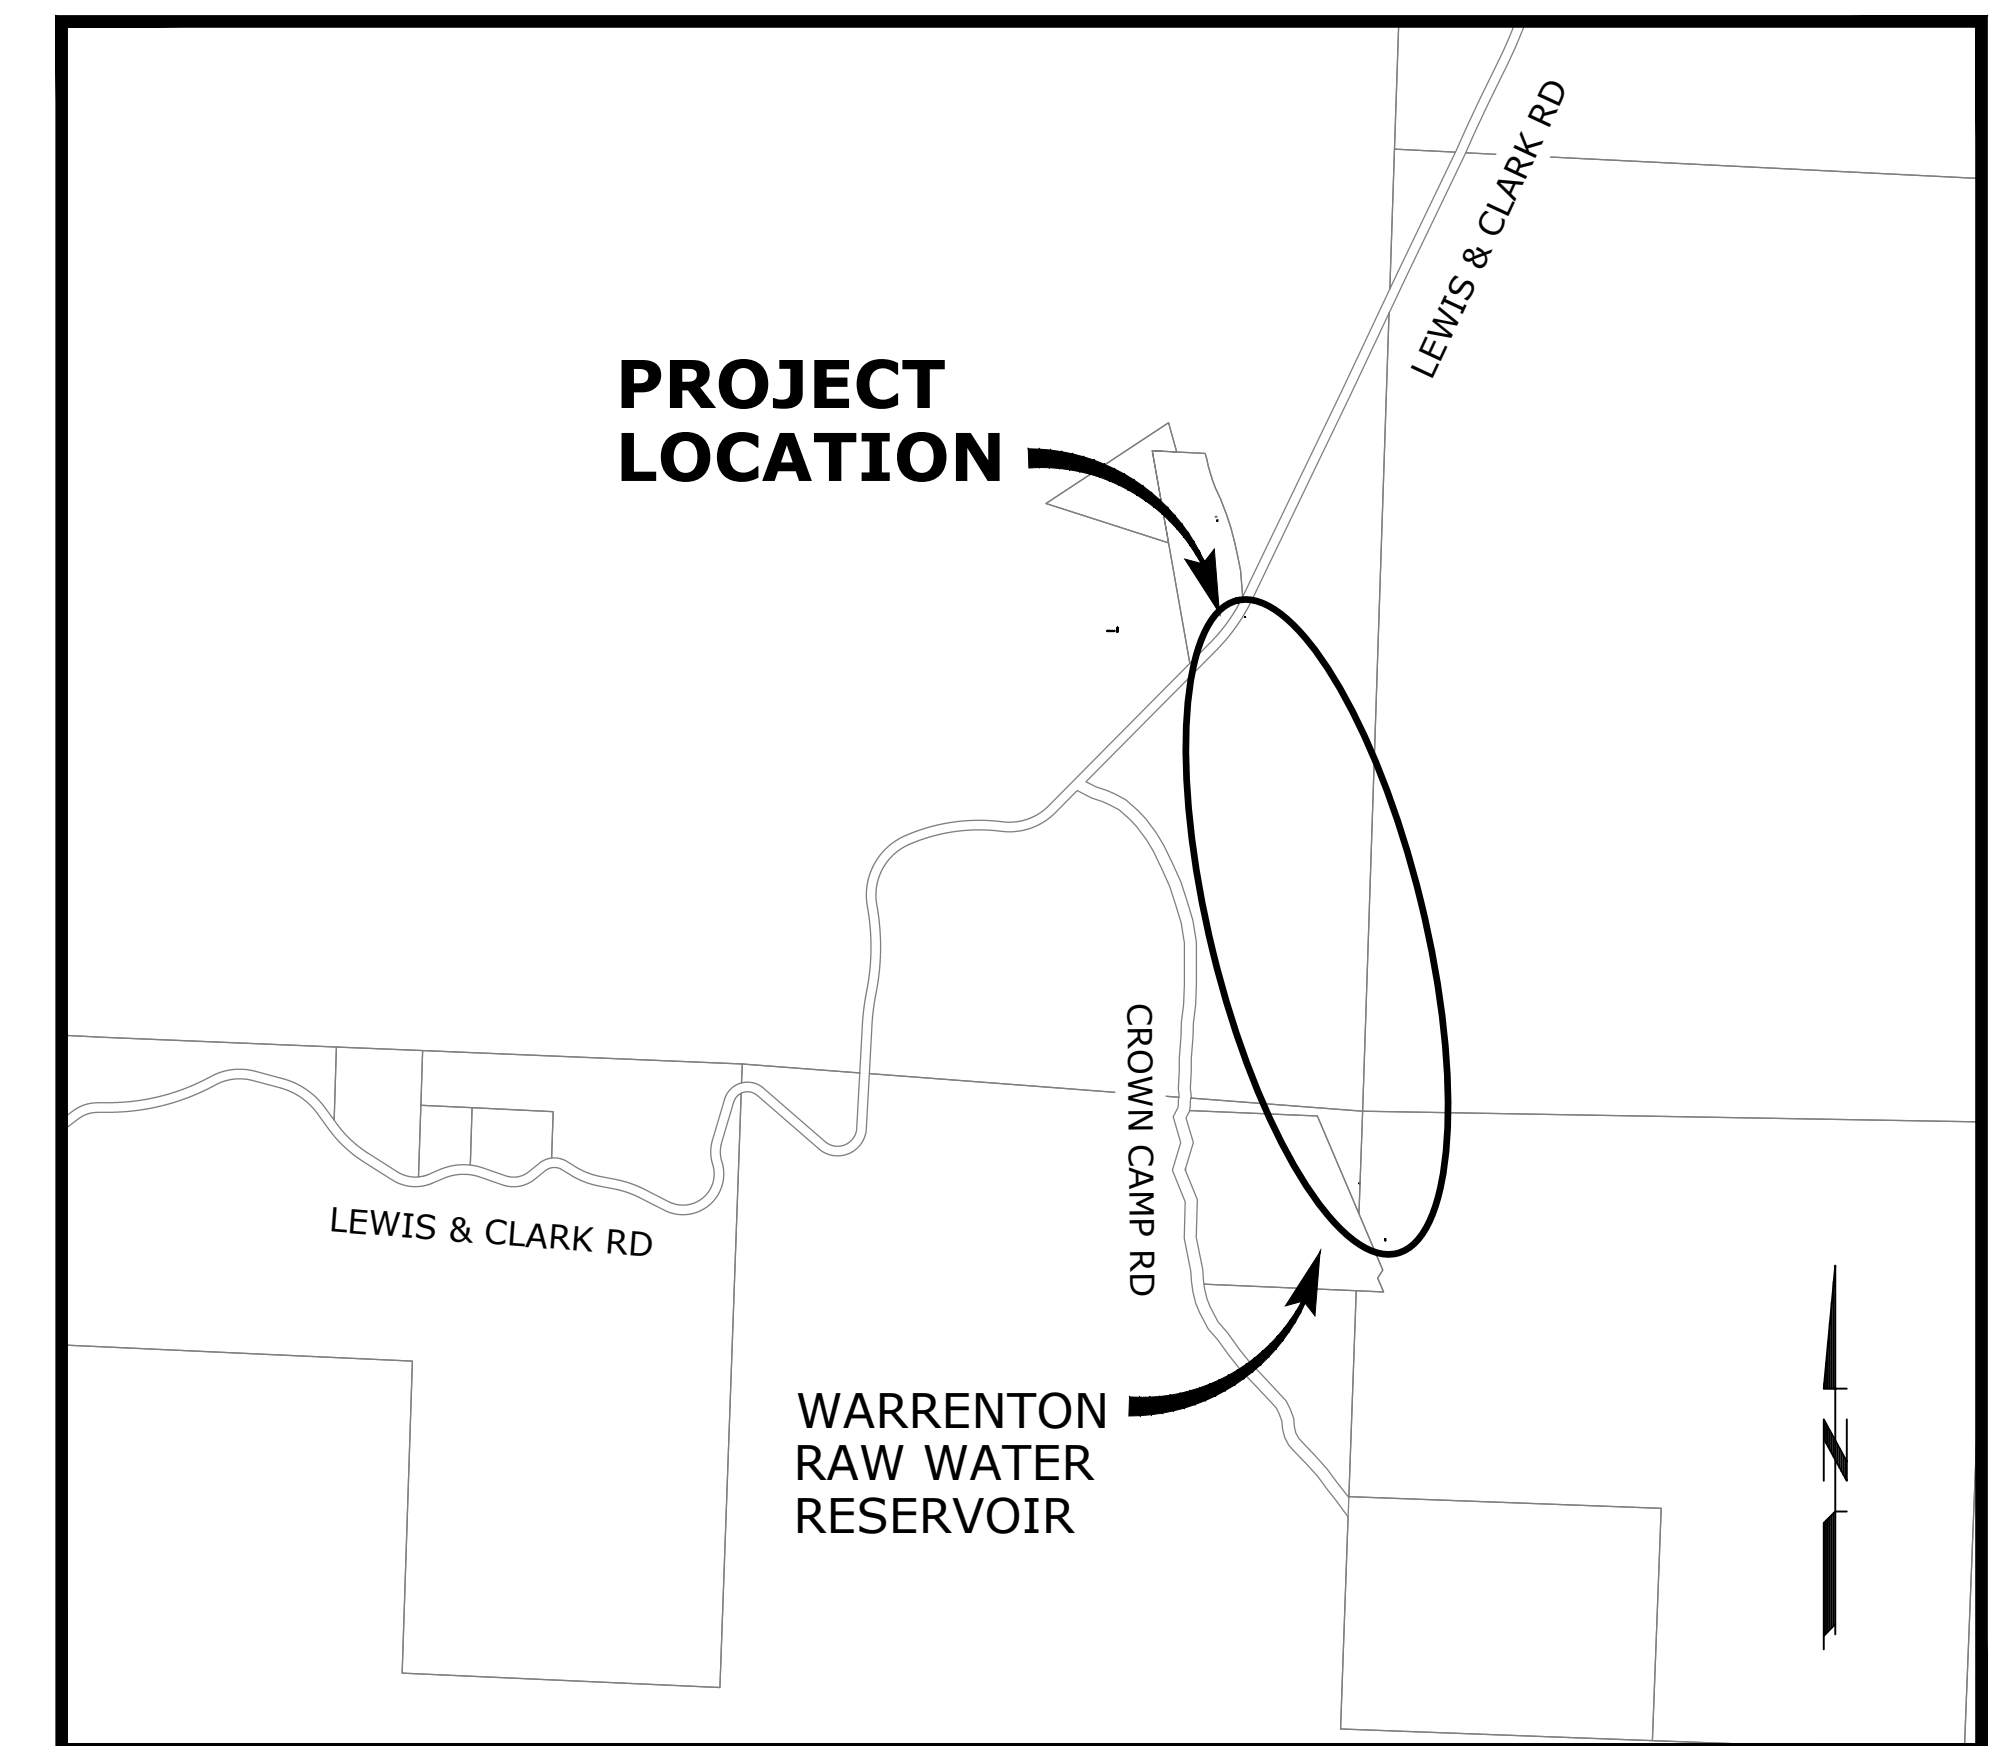 LEWIS & CLARK RD
PROJECT
LOCATION
CROWN CAMP RD
LEWIS & CLARK RD
WARRENTON
RAW WATER
RESERVOIR
N